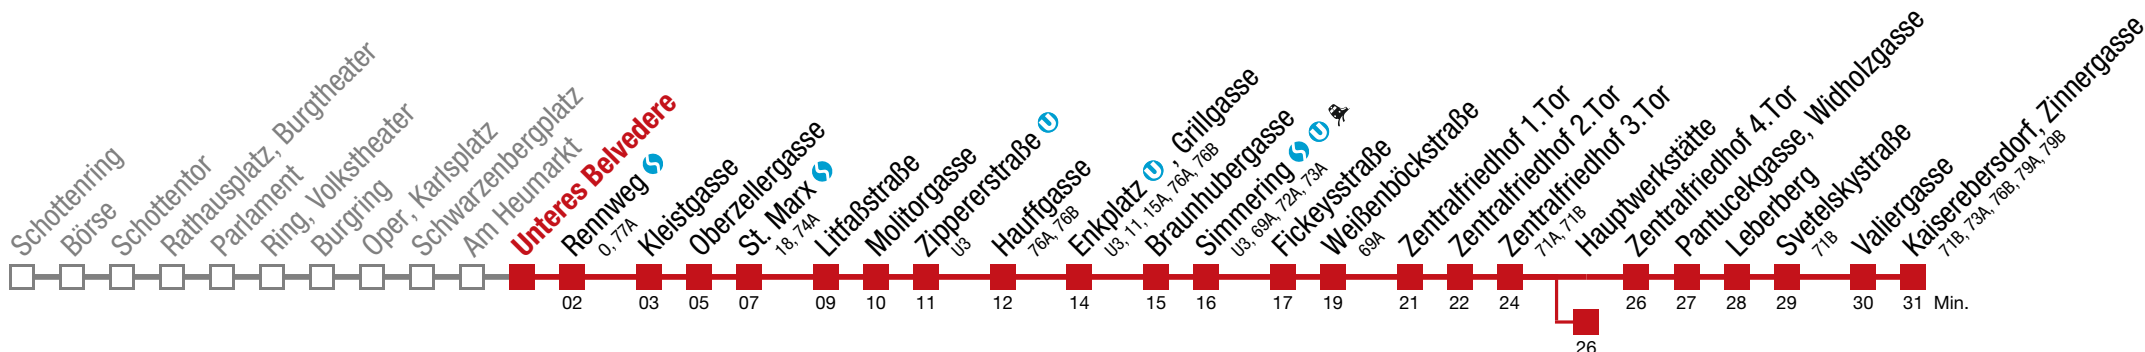 Schottenring
Börse
Schottentor
Rathausplatz, Burgtheater
Parlament
Ring, Volkstheater
Burgring
Oper, Karlsplatz
Schwarzenbergplatz
Am Heumarkt
Unteres Belvedere
Rennweg S
O, 77A
Kleistgasse
Oberzellergasse
St. Marx S
18, 74A
Litfaßstraße
Molitorgasse
Zippererstraße U
U3
Hauffgasse
76A, 76B
Enkplatz U , Grillgasse
U3, 11, 15A, 76A, 76B
Braunhubergasse
Simmering S U
U3, 69A, 72A, 73A
Fickeysstraße
Weißenböckstraße
69A
Zentralfriedhof 1.Tor
Zentralfriedhof 2.Tor
Zentralfriedhof 3.Tor
71A, 71B
Hauptwerkstätte
Zentralfriedhof 4.Tor
Pantucekgasse, Widholzgasse
Leberberg
Svetelskystraße
71B
Valiergasse
Kaiserebersdorf, Zinnergasse
71B, 73A, 76B, 79A, 79B
02 03 05 07 09 10 11 12 14 15 16 17 19 21 22 24 26 27 28 29 30 31 Min.
26